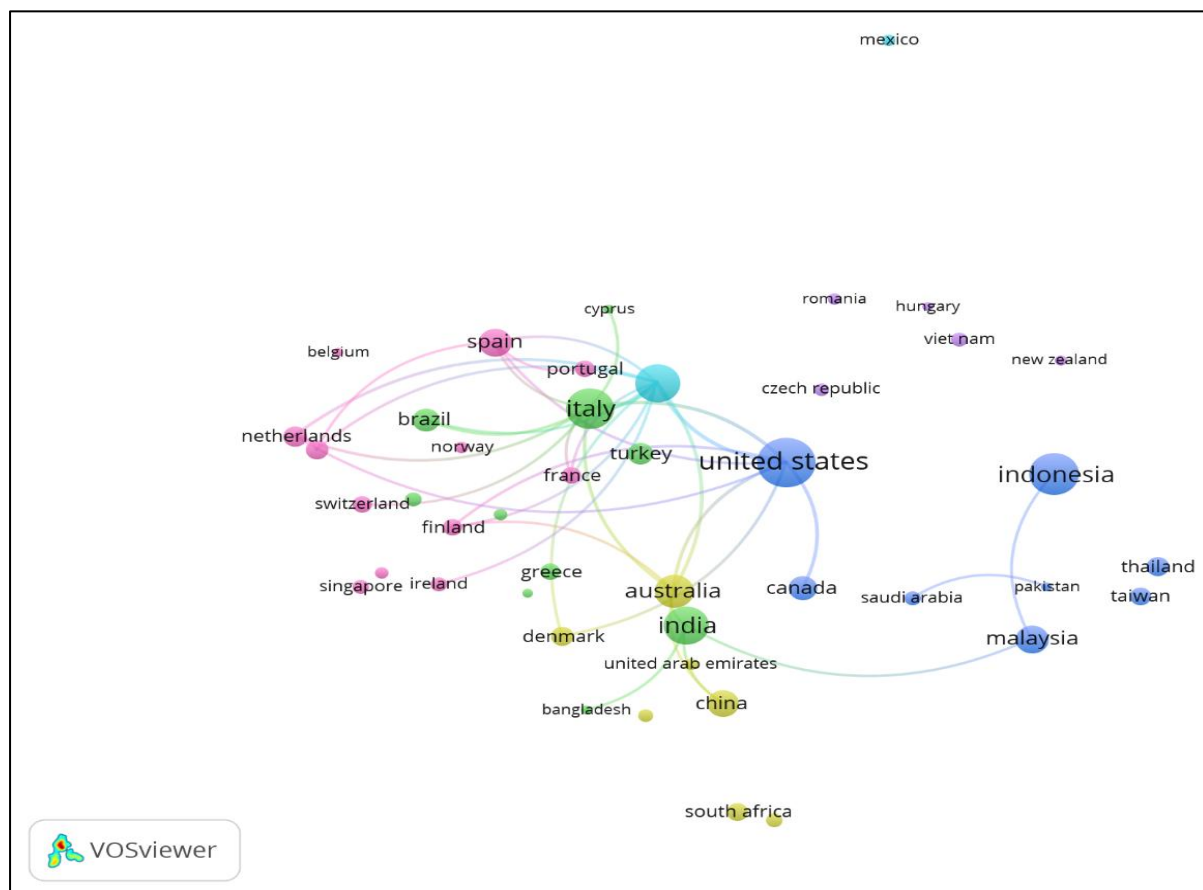 mexico
romania
hungary
cyprus
viet nam
spain
belgium
new zealand
portugal
czech republic
italy
brazil
netherlands
norway
turkey
united states
france
indonesia
switzerland
finland
thailand
greece
singapore
ireland
australia
canada
pakistan
saudi arabia
taiwan
india
denmark
malaysia
united arab emirates
china
bangladesh
south africa
VOSviewer